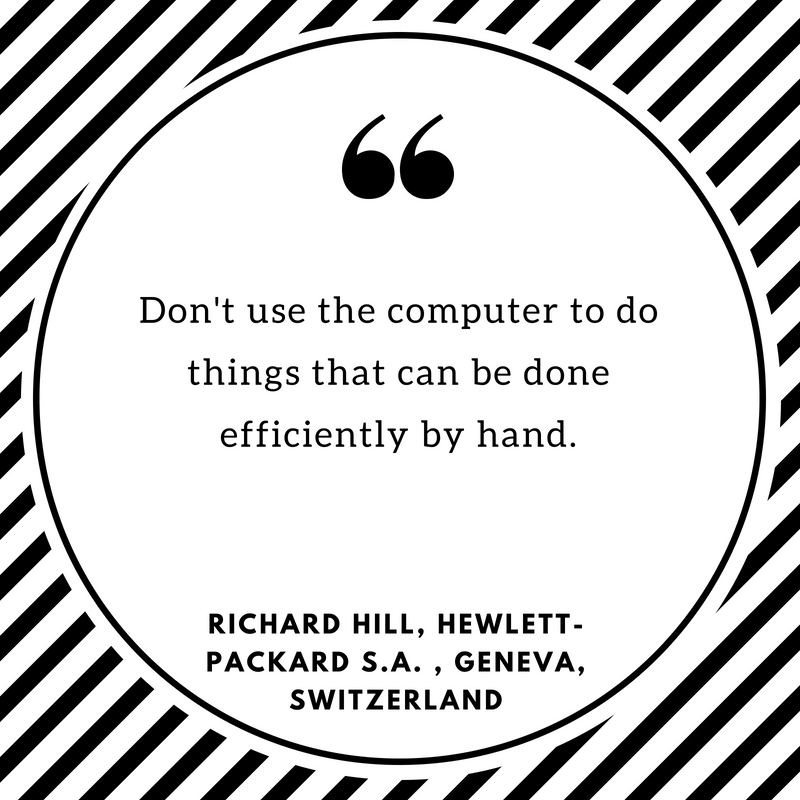 Don't use the computer to do
things that can be done
efficiently by hand.
RICHARD HILL, HEWLETT-
PACKARD S.A. , GENEVA,
SWITZERLAND